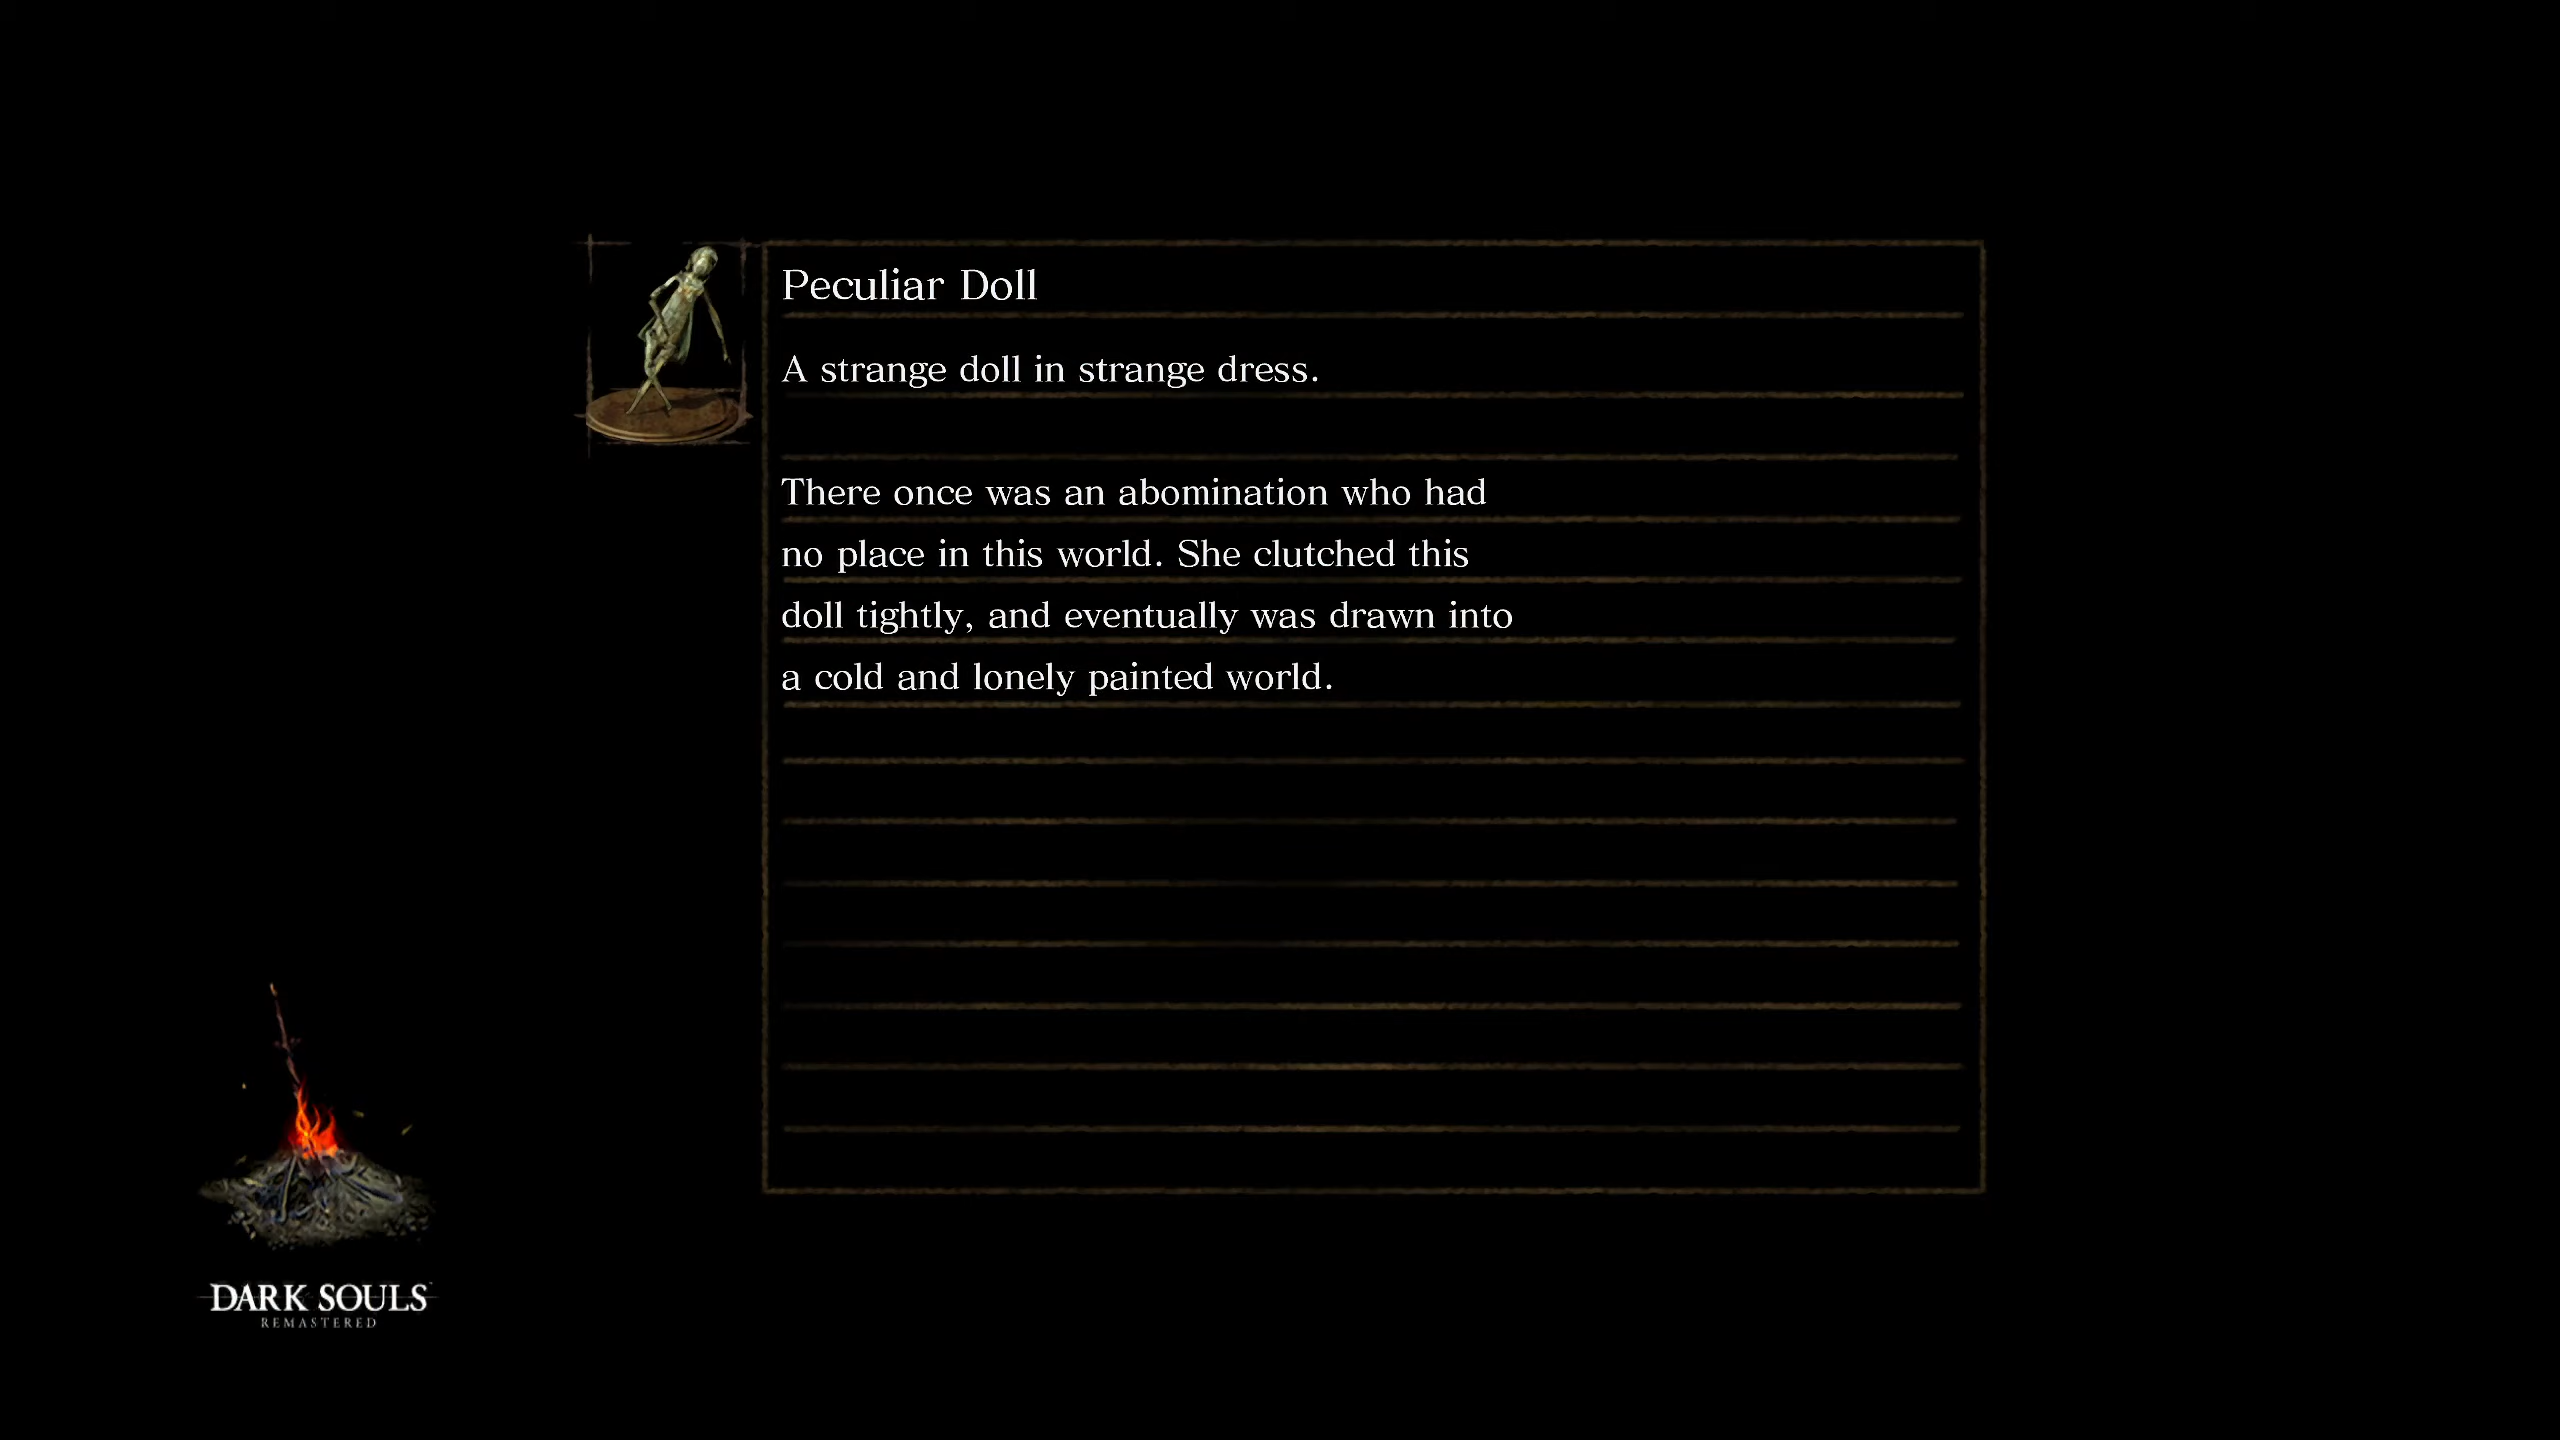 Peculiar Doll
A strange doll in strange dress.
There once was an abomination who had
no place in this world. She clutched this
doll tightly, and eventually was drawn into
a cold and lonely painted world.
DARK SOULS
REMASTERED